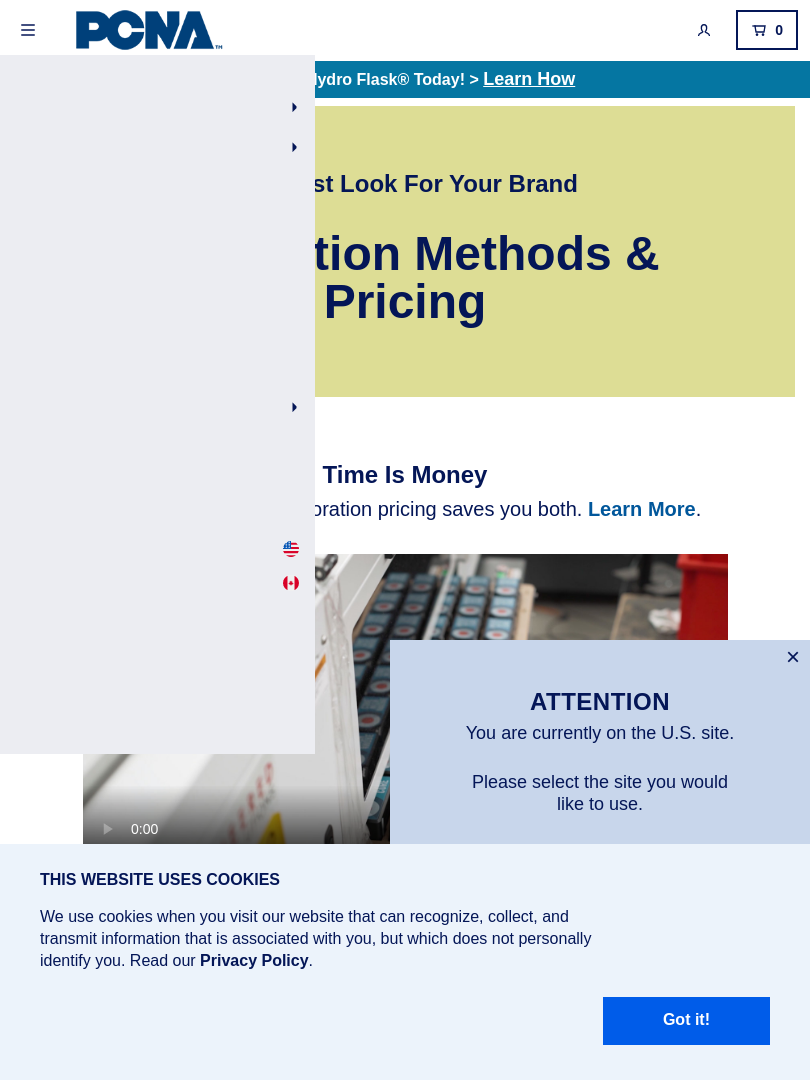 PCNA™
0
Hydro Flask® Today! > Learn How
st Look For Your Brand
tion Methods &
Pricing
Time Is Money
oration pricing saves you both. Learn More.
0:00
ATTENTION
You are currently on the U.S. site.
Please select the site you would
like to use.
THIS WEBSITE USES COOKIES
We use cookies when you visit our website that can recognize, collect, and
transmit information that is associated with you, but which does not personally
identify you. Read our Privacy Policy.
Got it!